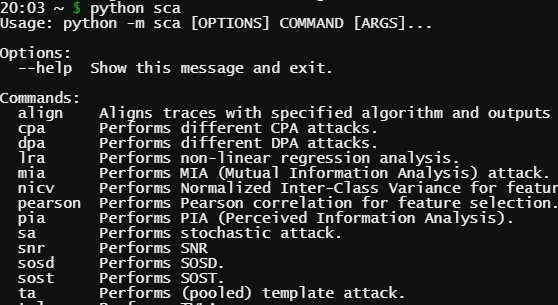 20:03 ~ $ python sca
Usage: python -m sca [OPTIONS] COMMAND [ARGS]...
Options:
--help Show this message and exit.
Commands:
align Aligns traces with specified algorithm and outputs
cpa Performs different CPA attacks.
dpa Performs different DPA attacks.
lra Performs non-linear regression analysis.
mia Performs MIA (Mutual Information Analysis) attack.
nicv Performs Normalized Inter-Class Variance for featur
pearson Performs Pearson correlation for feature selection.
pia Performs PIA (Perceived Information Analysis).
sa Performs stochastic attack.
snr Performs SNR
sosd Performs SOSD.
sost Performs SOST.
ta Performs (pooled) template attack.